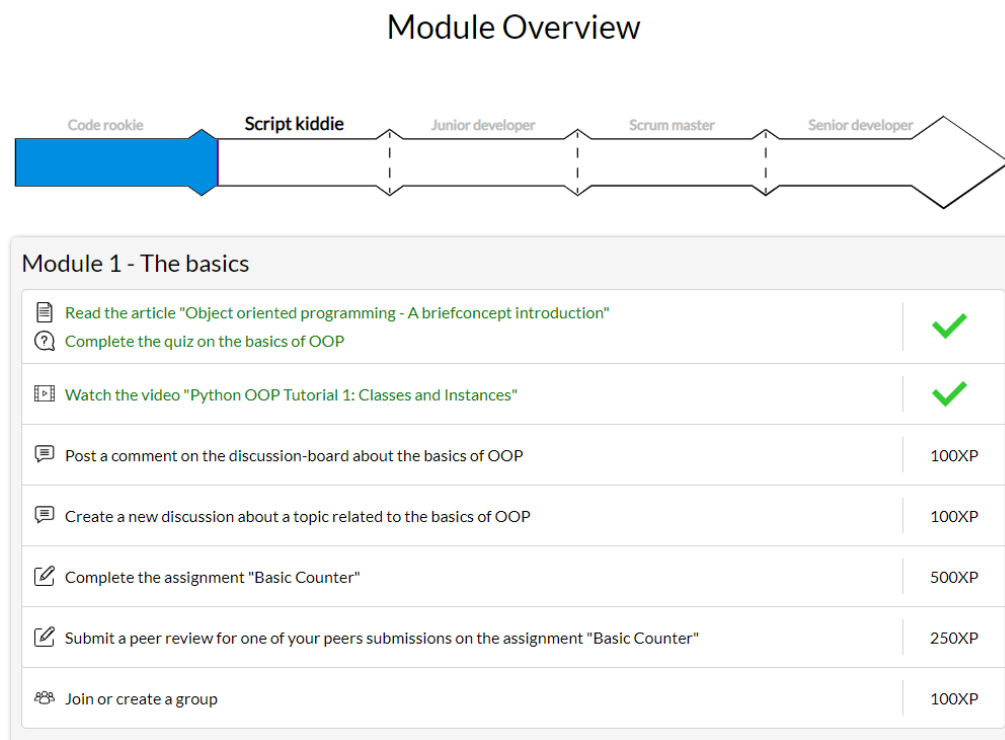 Module Overview
Code rookie
Script kiddie
Junior developer
Scrum master
Senior developer
Module 1 - The basics
Read the article "Object oriented programming - A briefconcept introduction"
Complete the quiz on the basics of OOP
Watch the video "Python OOP Tutorial 1: Classes and Instances"
Post a comment on the discussion-board about the basics of OOP
100XP
Create a new discussion about a topic related to the basics of OOP
100XP
Complete the assignment "Basic Counter"
500XP
Submit a peer review for one of your peers submissions on the assignment "Basic Counter"
250XP
Join or create a group
100XP